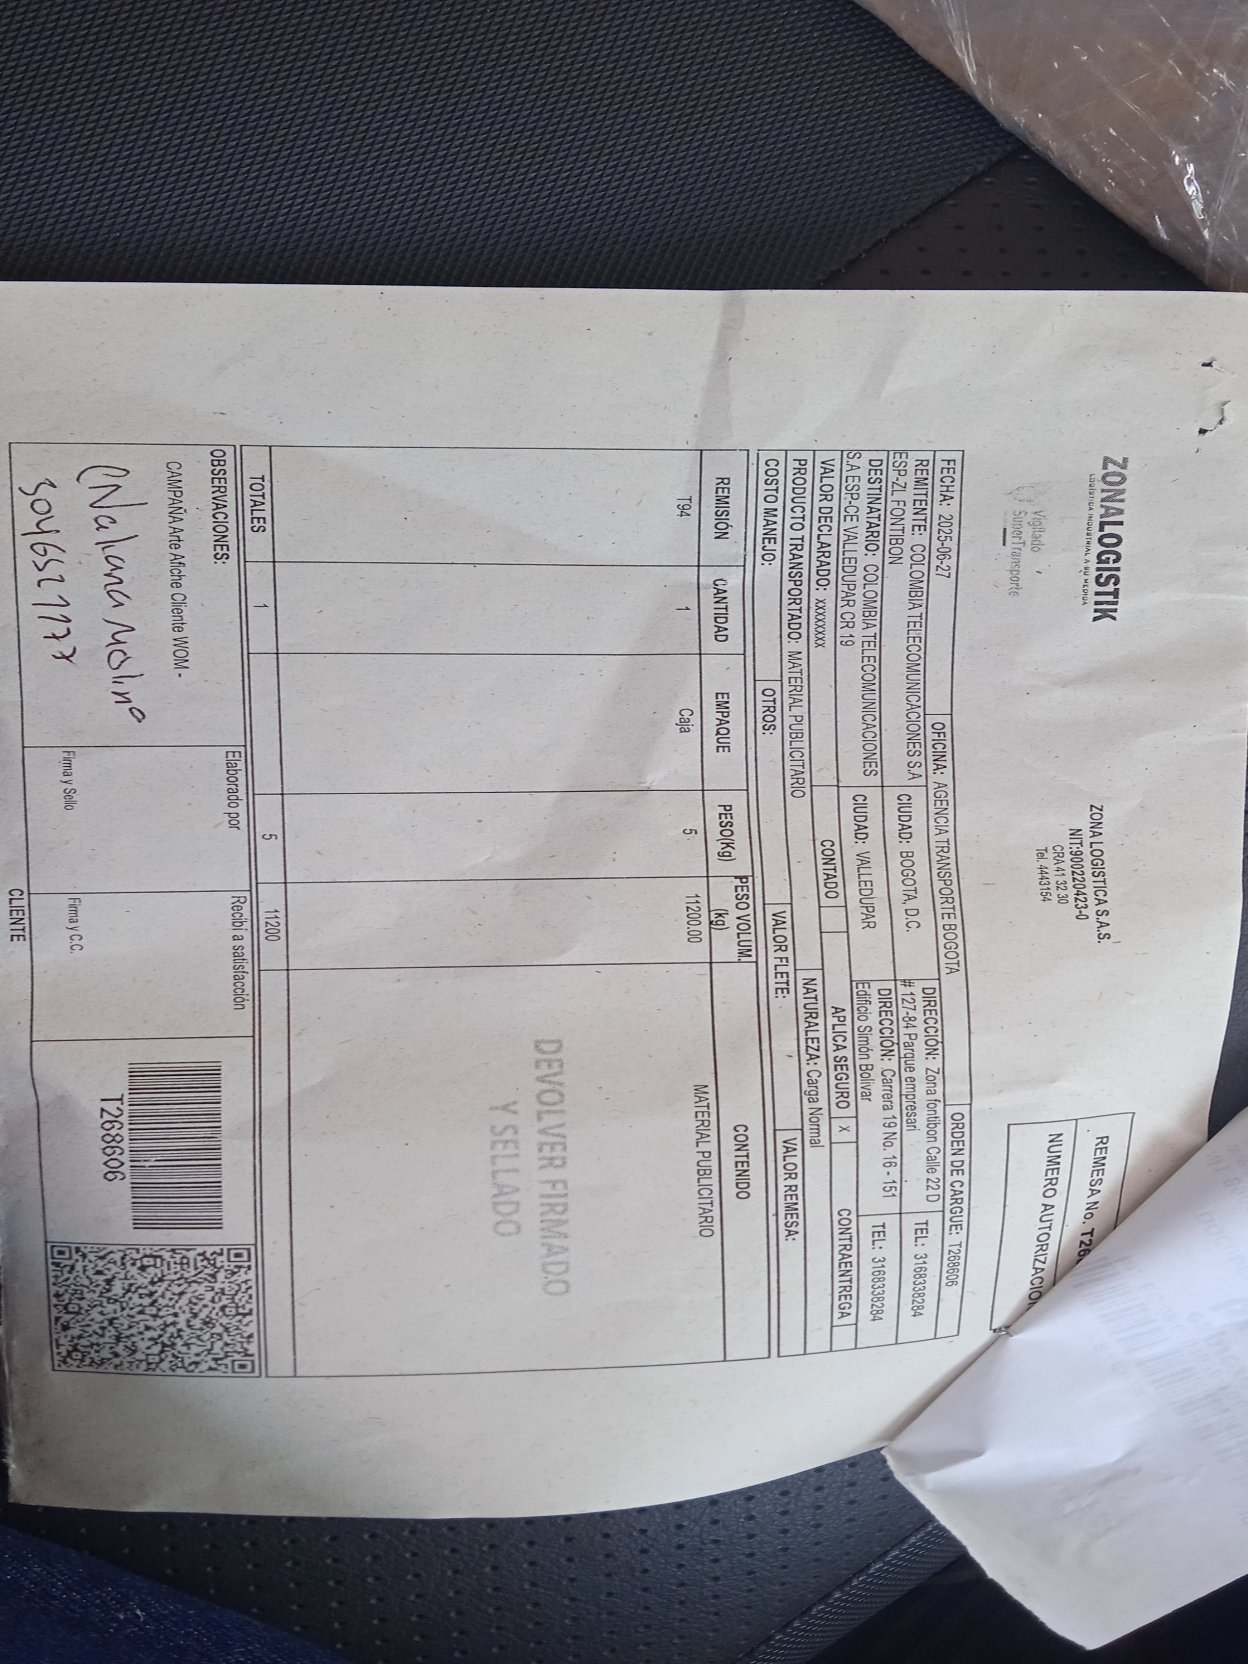 ZONALOGISTIK
LOGISTICA INDUSTRIAL A SU MEDIDA
Vigilado
SuperTransporte
ZONA LOGISTICA S.A.S.
NIT:900220423-0
CRA 41 32 30
Tel. 4443154
REMESA No. T26
NUMERO AUTORIZACION
FECHA: 2025-06-27 OFICINA: AGENCIA TRANSPORTE BOGOTA ORDEN DE CARGUE: T268606
REMITENTE: COLOMBIA TELECOMUNICACIONES S.A ESP-ZL FONTIBON CIUDAD: BOGOTA, D.C. DIRECCIÓN: Zona fontibon Calle 22 D # 127-84 Parque empresari TEL: 3168338284
DESTINATARIO: COLOMBIA TELECOMUNICACIONES S.A ESP-CE VALLEDUPAR CR 19 CIUDAD: VALLEDUPAR DIRECCIÓN: Carrera 19 No. 16 - 151 Edificio Simón Bolivar TEL: 3168338284
VALOR DECLARADO: xxxxxxxx CONTADO APLICA SEGURO X CONTRAENTREGA
PRODUCTO TRANSPORTADO: MATERIAL PUBLICITARIO NATURALEZA: Carga Normal
COSTO MANEJO: OTROS: VALOR FLETE: VALOR REMESA:
REMISIÓN CANTIDAD EMPAQUE PESO(Kg) PESO VOLUM. (kg) CONTENIDO
T94 1 Caja 5 11200.00 MATERIAL PUBLICITARIO
DEVOLVER FIRMADO
Y SELLADO
TOTALES 1 5 11200
OBSERVACIONES:
CAMPAÑA Arte Afiche Cliente WOM-
Molino
Elaborado por
Firma y Sello
Recibí a satisfacción
Firma y C.C.
T268606
CLIENTE